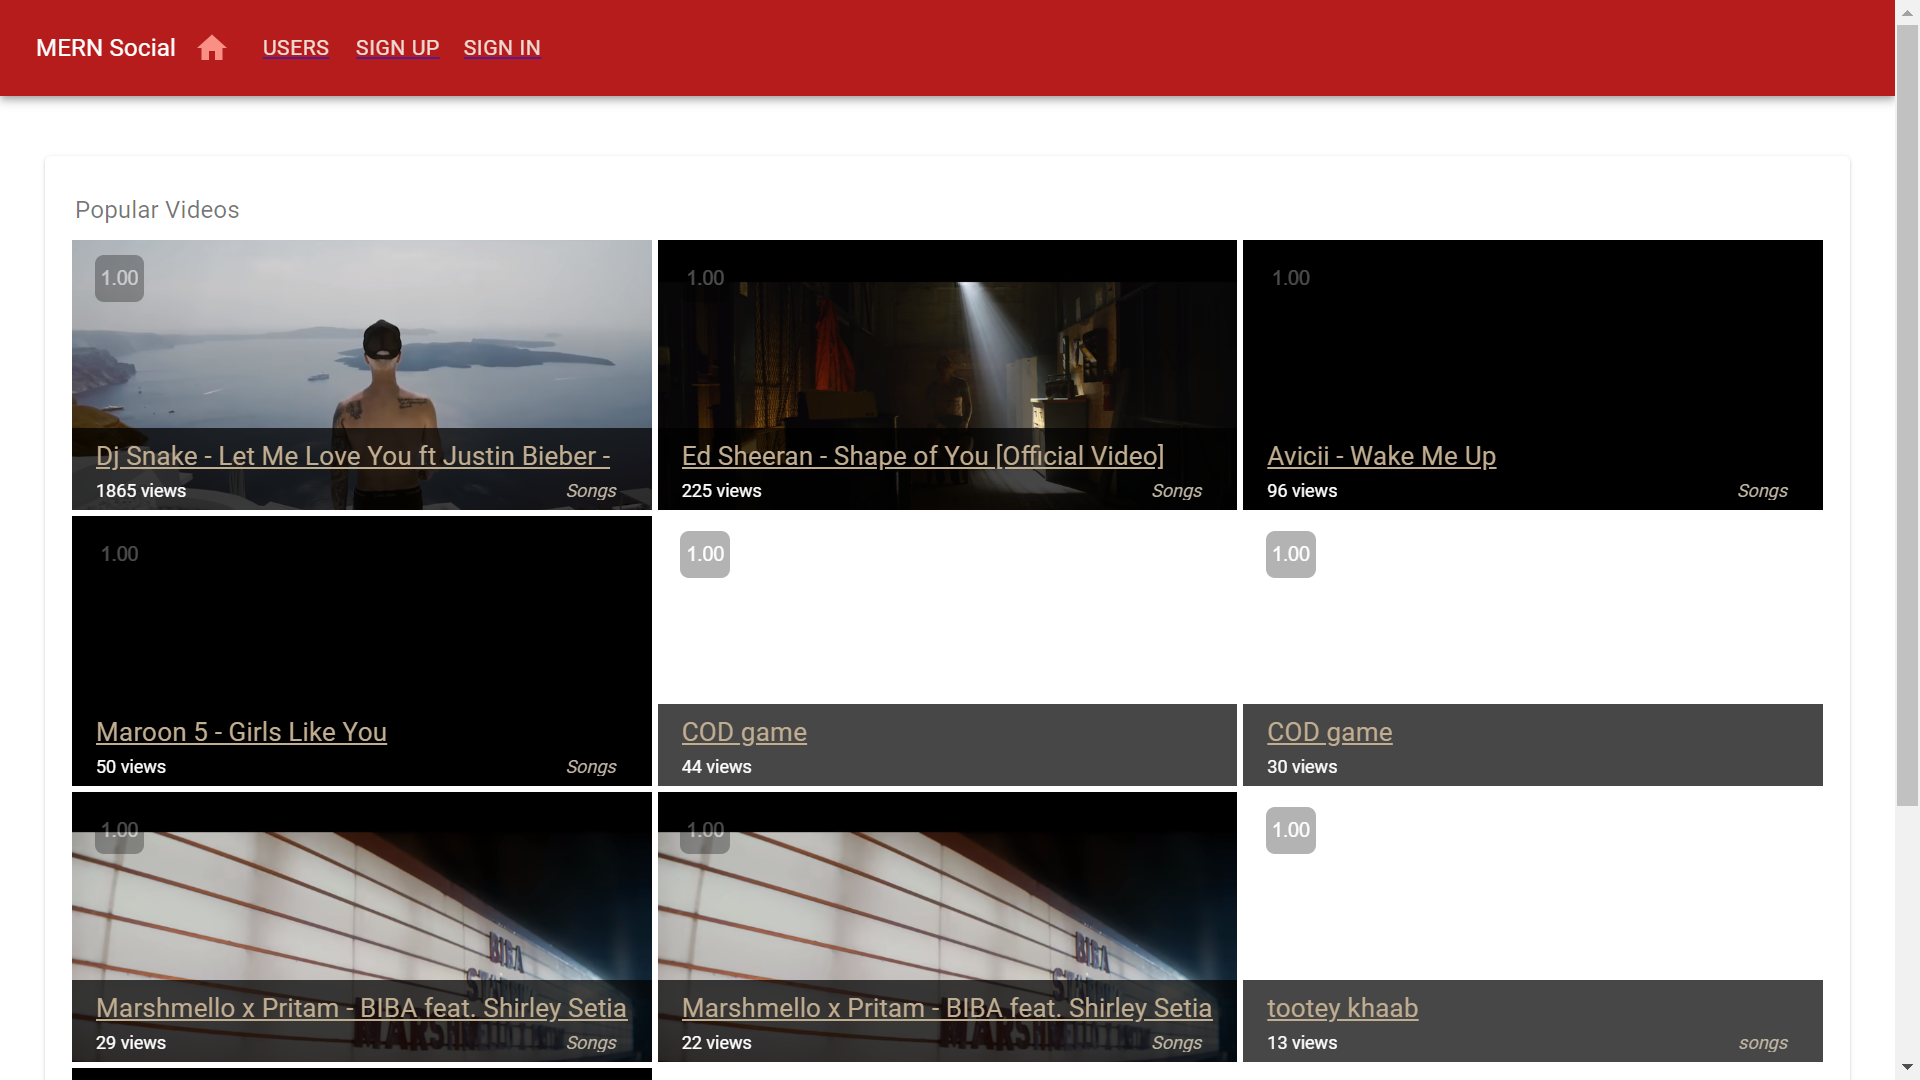 MERN Social USERS SIGN UP SIGN IN
Popular Videos
1.00
Dj Snake - Let Me Love You ft Justin Bieber -
1865 views Songs
1.00
Ed Sheeran - Shape of You [Official Video]
225 views Songs
1.00
Avicii - Wake Me Up
96 views Songs
1.00
Maroon 5 - Girls Like You
50 views Songs
1.00
COD game
44 views
1.00
COD game
30 views
1.00
BIBA
Marshmello x Pritam - BIBA feat. Shirley Setia
29 views Songs
1.00
BIBA
Marshmello x Pritam - BIBA feat. Shirley Setia
22 views Songs
1.00
tootey khaab
13 views songs